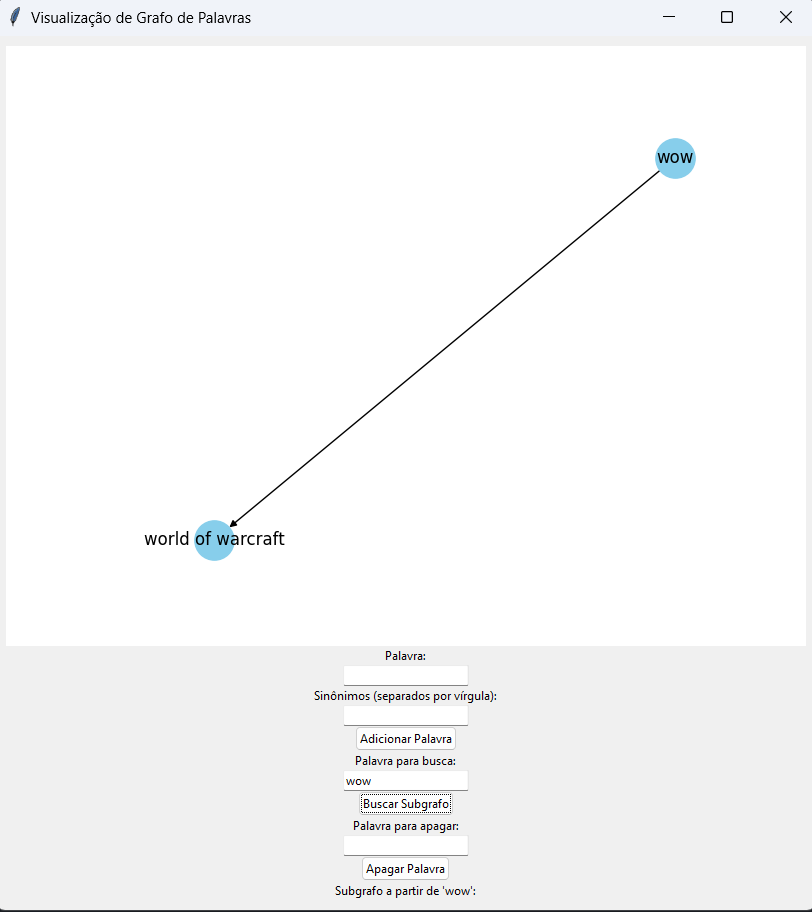 Visualização de Grafo de Palavras
wow
world of warcraft
Palavra:
Sinônimos (separados por vírgula):
Adicionar Palavra
Palavra para busca:
wow
Buscar Subgrafo
Palavra para apagar:
Apagar Palavra
Subgrafo a partir de 'wow':